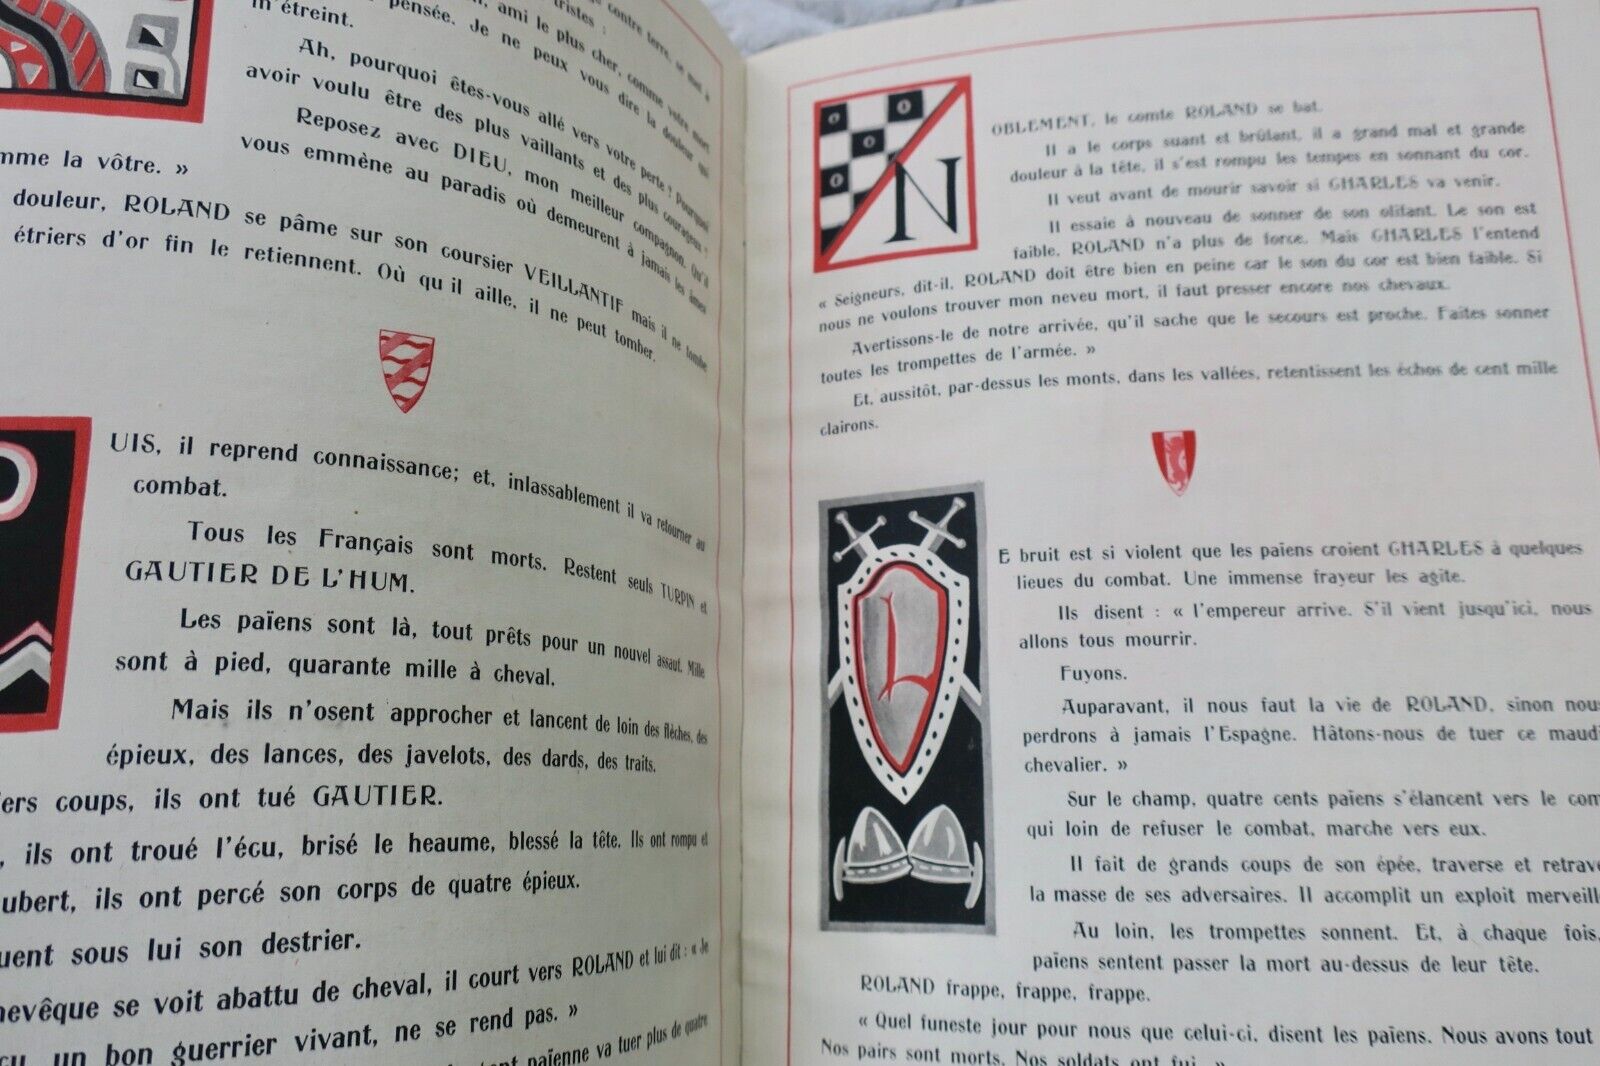 tristes :
contre terre, se met à
pensée. Je ne peux vous dire la douleur qui
ami le plus cher, comme votre mort
m'étreint.
Ah, pourquoi êtes-vous allé vers votre perte ? Pourquoi
avoir voulu être des plus vaillants et des plus courageux ?
Reposez avec DIEU, mon meilleur compagnon. Qu'il
vous emmène au paradis où demeurent à jamais les âmes
mme la vôtre. »
douleur, ROLAND se pâme sur son coursier VEILLANTIF mais il ne tombe
étriers d'or fin le retiennent. Où qu'il aille, il ne peut tomber.
UIS, il reprend connaissance; et, inlassablement il va retourner au
combat.
Tous les Français sont morts. Restent seuls TURPIN et
GAUTIER DE L'HUM.
Les païens sont là, tout prêts pour un nouvel assaut. Mille
sont à pied, quarante mille à cheval.
Mais ils n'osent approcher et lancent de loin des flèches, des
épieux, des lances, des javelots, des dards, des traits.
iers coups, ils ont tué GAUTIER.
, ils ont troué l'écu, brisé le heaume, blessé la tête. Ils ont rompu et
ubert, ils ont percé son corps de quatre épieux.
uent sous lui son destrier.
hevêque se voit abattu de cheval, il court vers ROLAND et lui dit : « Je
cu, un bon guerrier vivant, ne se rend pas. »
païenne va tuer plus de quatre
N
OBLEMENT, le comte ROLAND se bat.
Il a le corps suant et brûlant, il a grand mal et grande
douleur à la tête, il s'est rompu les tempes en sonnant du cor.
Il veut avant de mourir savoir si CHARLES va venir.
Il essaie à nouveau de sonner de son olifant. Le son est
faible, ROLAND n'a plus de force. Mais CHARLES l'entend
« Seigneurs, dit-il, ROLAND doit être bien en peine car le son du cor est bien faible. Si
nous ne voulons trouver mon neveu mort, il faut presser encore nos chevaux.
Avertissons-le de notre arrivée, qu'il sache que le secours est proche. Faites sonner
toutes les trompettes de l'armée. »
Et, aussitôt, par-dessus les monts, dans les vallées, retentissent les échos de cent mille
clairons.
L
E bruit est si violent que les païens croient CHARLES à quelques
lieues du combat. Une immense frayeur les agite.
Ils disent : « l'empereur arrive. S'il vient jusqu'ici, nous
allons tous mourrir.
Fuyons.
Auparavant, il nous faut la vie de ROLAND, sinon nous
perdrons à jamais l'Espagne. Hâtons-nous de tuer ce maudi
chevalier. »
Sur le champ, quatre cents païens s'élancent vers le com
qui loin de refuser le combat, marche vers eux.
Il fait de grands coups de son épée, traverse et retrave
la masse de ses adversaires. Il accomplit un exploit merveill
Au loin, les trompettes sonnent. Et, à chaque fois,
païens sentent passer la mort au-dessus de leur tête.
ROLAND frappe, frappe, frappe.
« Quel funeste jour pour nous que celui-ci, disent les païens. Nous avons tout
Nos pairs sont morts. Nos soldats ont fui. »